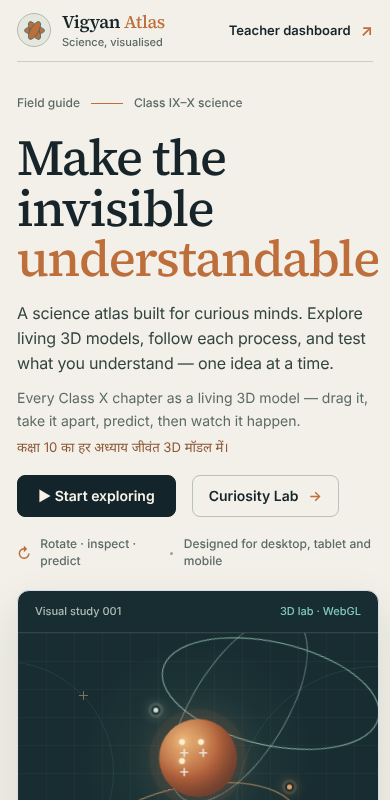 Vigyan Atlas
Science, visualised
Teacher dashboard ↗
Field guide — Class IX–X science
Make the
invisible
understandable
A science atlas built for curious minds. Explore
living 3D models, follow each process, and test
what you understand — one idea at a time.
Every Class X chapter as a living 3D model — drag it,
take it apart, predict, then watch it happen.
कक्षा 10 का हर अध्याय जीवंत 3D मॉडल में।
▶ Start exploring
Curiosity Lab →
Rotate · inspect ·
predict
Designed for desktop, tablet and
mobile
Visual study 001
3D lab · WebGL